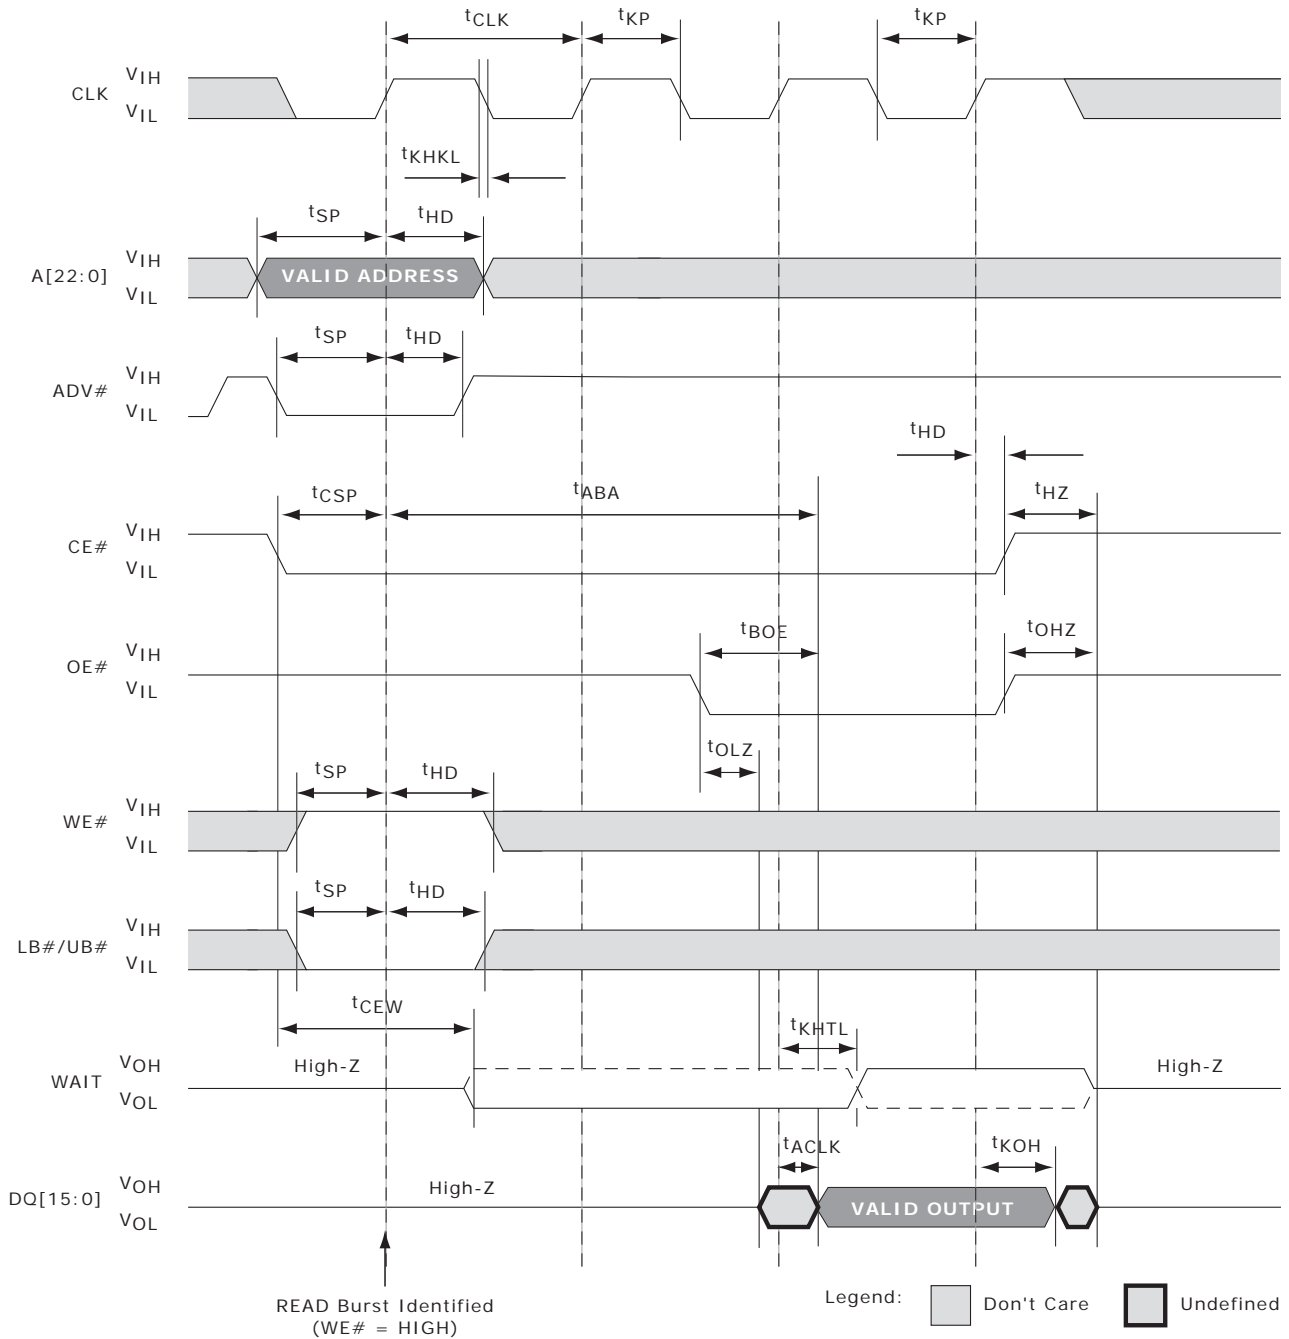 tCLK tKP tKP
CLK VIH
VIL
tKHKL
tSP tHD
A[22:0] VIH
VIL
VALID ADDRESS
tSP tHD
ADV# VIH
VIL
tHD
tCSP tABA tHZ
CE# VIH
VIL
tBOE tOHZ
OE# VIH
VIL
tOLZ
tSP tHD
WE# VIH
VIL
tSP tHD
LB#/UB# VIH
VIL
tCEW
tKHTL
WAIT VOH
VOL
High-Z High-Z
tACLK tKOH
DQ[15:0] VOH
VOL
High-Z
VALID OUTPUT
READ Burst Identified
(WE# = HIGH)
Legend: Don't Care Undefined